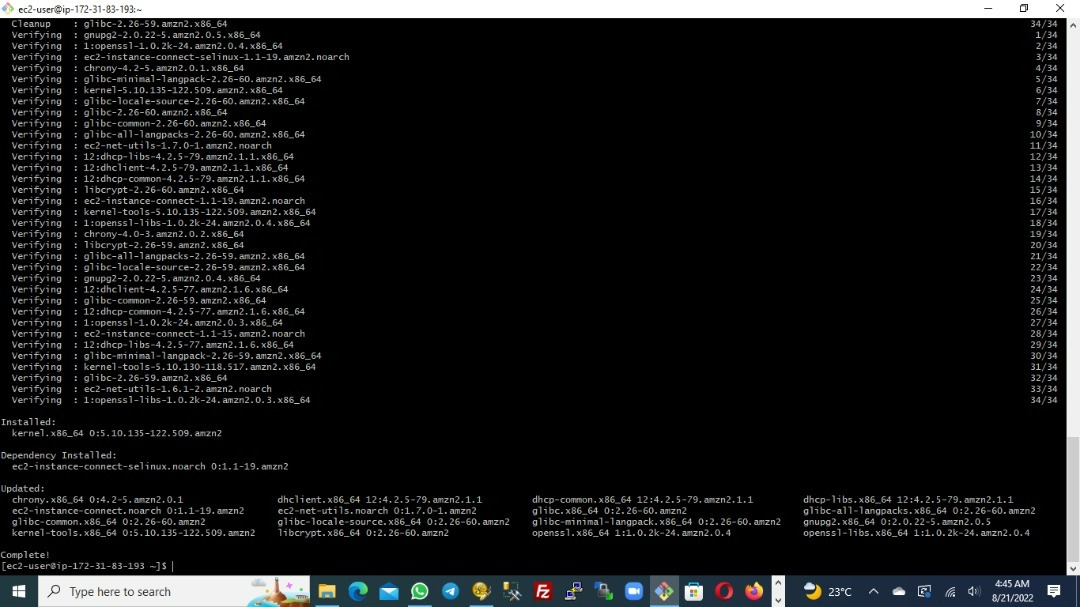 ec2-user@ip-172-31-83-193:~
Cleanup : glibc-2.26-59.amzn2.x86_64 34/34
Verifying : gnupg2-2.0.22-5.amzn2.0.5.x86_64 1/34
Verifying : 1:openssl-1.0.2k-24.amzn2.0.4.x86_64 2/34
Verifying : ec2-instance-connect-selinux-1.1-19.amzn2.noarch 3/34
Verifying : chrony-4.2-5.amzn2.0.1.x86_64 4/34
Verifying : glibc-minimal-langpack-2.26-60.amzn2.x86_64 5/34
Verifying : kernel-5.10.135-122.509.amzn2.x86_64 6/34
Verifying : glibc-locale-source-2.26-60.amzn2.x86_64 7/34
Verifying : glibc-2.26-60.amzn2.x86_64 8/34
Verifying : glibc-common-2.26-60.amzn2.x86_64 9/34
Verifying : glibc-all-langpacks-2.26-60.amzn2.x86_64 10/34
Verifying : ec2-net-utils-1.7.0-1.amzn2.noarch 11/34
Verifying : 12:dhcp-libs-4.2.5-79.amzn2.1.1.x86_64 12/34
Verifying : 12:dhclient-4.2.5-79.amzn2.1.1.x86_64 13/34
Verifying : 12:dhcp-common-4.2.5-79.amzn2.1.1.x86_64 14/34
Verifying : libcrypt-2.26-60.amzn2.x86_64 15/34
Verifying : ec2-instance-connect-1.1-19.amzn2.noarch 16/34
Verifying : kernel-tools-5.10.135-122.509.amzn2.x86_64 17/34
Verifying : 1:openssl-libs-1.0.2k-24.amzn2.0.4.x86_64 18/34
Verifying : chrony-4.0-3.amzn2.0.2.x86_64 19/34
Verifying : libcrypt-2.26-59.amzn2.x86_64 20/34
Verifying : glibc-all-langpacks-2.26-59.amzn2.x86_64 21/34
Verifying : glibc-locale-source-2.26-59.amzn2.x86_64 22/34
Verifying : gnupg2-2.0.22-5.amzn2.0.4.x86_64 23/34
Verifying : 12:dhclient-4.2.5-77.amzn2.1.6.x86_64 24/34
Verifying : glibc-common-2.26-59.amzn2.x86_64 25/34
Verifying : 12:dhcp-common-4.2.5-77.amzn2.1.6.x86_64 26/34
Verifying : 1:openssl-1.0.2k-24.amzn2.0.3.x86_64 27/34
Verifying : ec2-instance-connect-1.1-15.amzn2.noarch 28/34
Verifying : 12:dhcp-libs-4.2.5-77.amzn2.1.6.x86_64 29/34
Verifying : glibc-minimal-langpack-2.26-59.amzn2.x86_64 30/34
Verifying : kernel-tools-5.10.130-118.517.amzn2.x86_64 31/34
Verifying : glibc-2.26-59.amzn2.x86_64 32/34
Verifying : ec2-net-utils-1.6.1-2.amzn2.noarch 33/34
Verifying : 1:openssl-libs-1.0.2k-24.amzn2.0.3.x86_64 34/34
Installed:
kernel.x86_64 0:5.10.135-122.509.amzn2
Dependency Installed:
ec2-instance-connect-selinux.noarch 0:1.1-19.amzn2
Updated:
chrony.x86_64 0:4.2-5.amzn2.0.1 dhclient.x86_64 12:4.2.5-79.amzn2.1.1 dhcp-common.x86_64 12:4.2.5-79.amzn2.1.1 dhcp-libs.x86_64 12:4.2.5-79.amzn2.1.1
ec2-instance-connect.noarch 0:1.1-19.amzn2 ec2-net-utils.noarch 0:1.7.0-1.amzn2 glibc.x86_64 0:2.26-60.amzn2 glibc-all-langpacks.x86_64 0:2.26-60.amzn2
glibc-common.x86_64 0:2.26-60.amzn2 glibc-locale-source.x86_64 0:2.26-60.amzn2 glibc-minimal-langpack.x86_64 0:2.26-60.amzn2 gnupg2.x86_64 0:2.0.22-5.amzn2.0.5
kernel-tools.x86_64 0:5.10.135-122.509.amzn2 libcrypt.x86_64 0:2.26-60.amzn2 openssl.x86_64 1:1.0.2k-24.amzn2.0.4 openssl-libs.x86_64 1:1.0.2k-24.amzn2.0.4
Complete!
[ec2-user@ip-172-31-83-193 ~]$
Type here to search
23°C
4:45 AM
8/21/2022